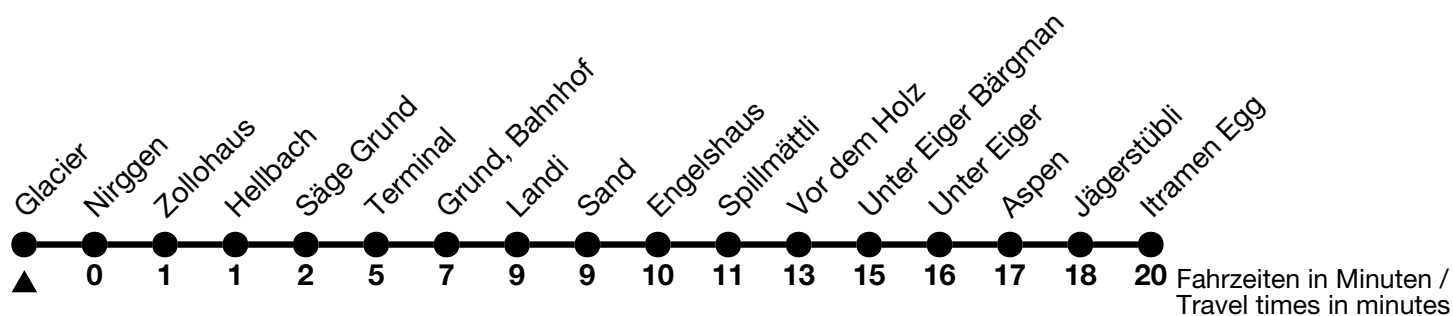 Glacier
Nirggen
Zollohaus
Hellbach
Säge Grund
Terminal
Grund, Bahnhof
Landi
Sand
Engelshaus
Spillmättli
Vor dem Holz
Unter Eiger Bärgman
Unter Eiger
Aspen
Jägerstübli
Itramen Egg
0 1 1 2 5 7 9 9 10 11 13 15 16 17 18 20
Fahrzeiten in Minuten /
Travel times in minutes